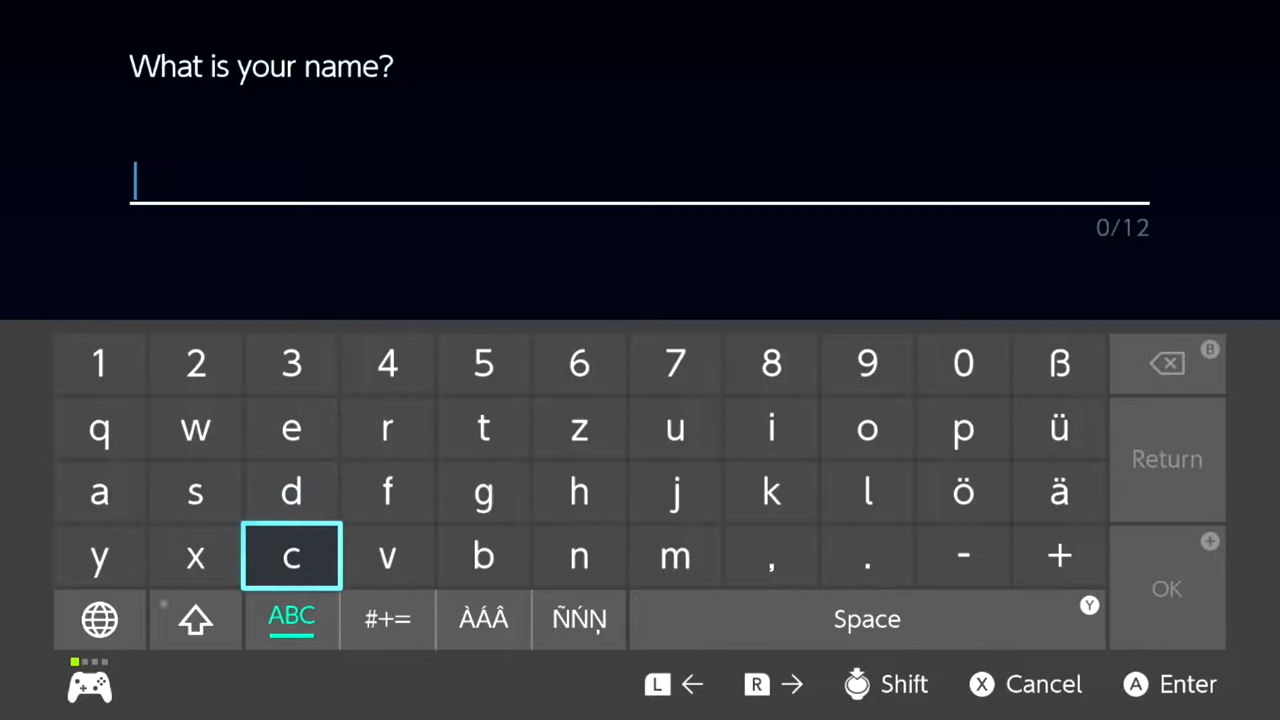 What is your name?
0/12
1 2 3 4 5 6 7 8 9 0 ß B
q w e r t z u i o p ü
Return
a s d f g h j k l ö ä
y x c v b n m , . - + +
OK
ABC #+= ÀÁÂ ÑŃŅ Space Y
L ← R → Shift X Cancel A Enter